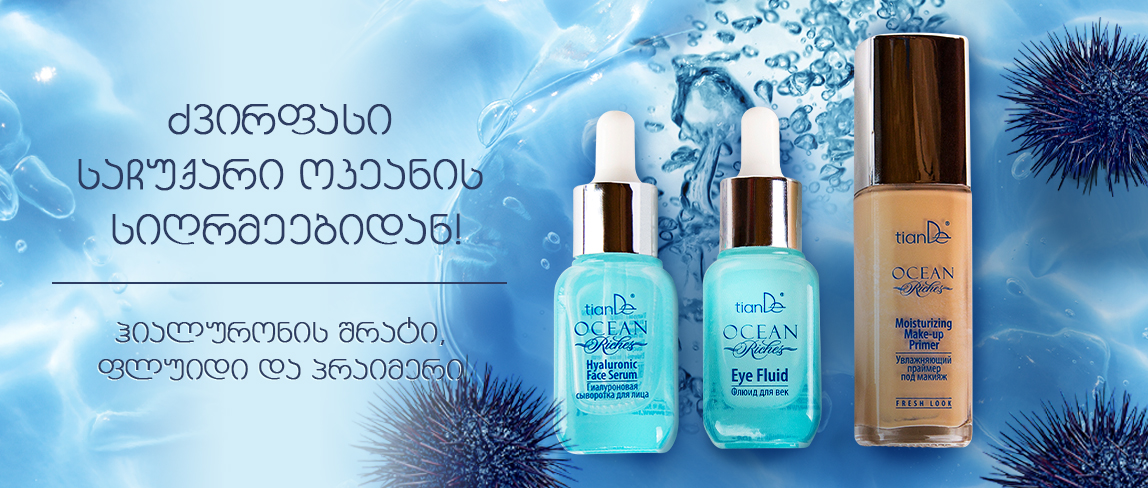 ძვირფასი
საჩუქარი ოკეანის
სიღრმეებიდან!
ჰიალურონის შრატი,
ფლუიდი და პრაიმერი
tianDe®
OCEAN
Riches
Hyaluronic
Face Serum
Гиалуроновая
сыворотка для лица
tianDe®
OCEAN
Riches
Eye Fluid
Флюид для век
tianDe®
OCEAN
Riches
Moisturizing
Make-up
Primer
Увлажняющий
праймер
под макияж
FRESH LOOK